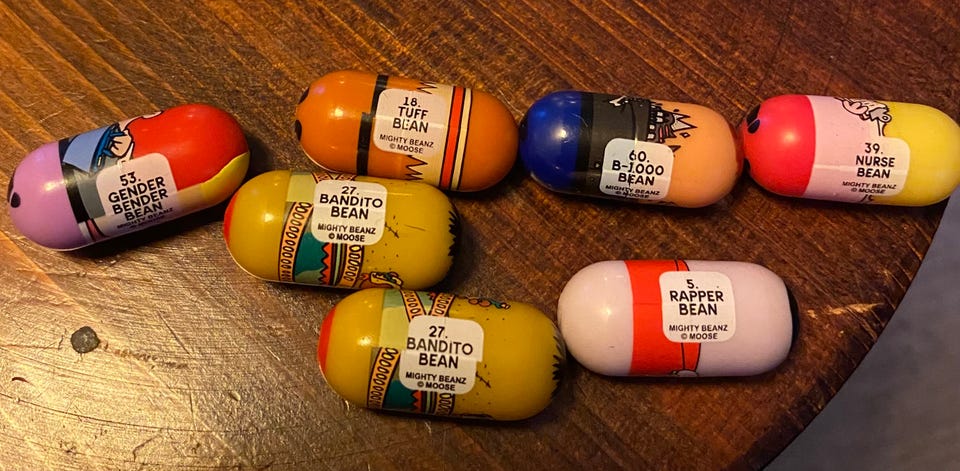 53.
GENDER
BENDER
BEAN
MIGHTY BEANZ
© MOOSE
18.
TUFF
BEAN
MIGHTY BEANZ
© MOOSE
60.
B-1000
BEAN
MIGHTY BEANZ
© MOOSE
39.
NURSE
BEAN
MIGHTY BEANZ
© MOOSE
27.
BANDITO
BEAN
MIGHTY BEANZ
© MOOSE
27.
BANDITO
BEAN
MIGHTY BEANZ
© MOOSE
5.
RAPPER
BEAN
MIGHTY BEANZ
© MOOSE